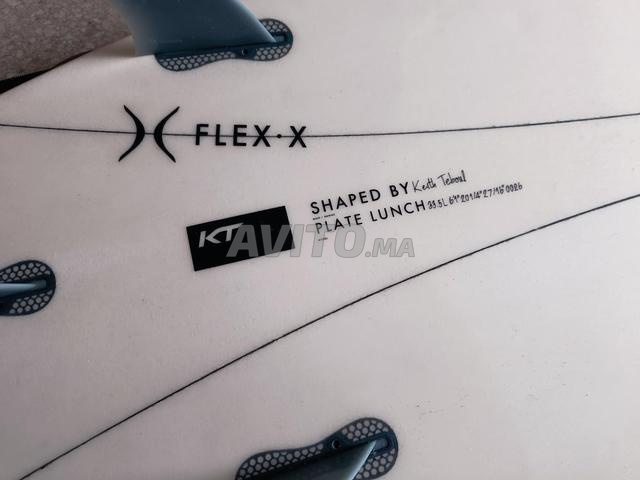 FLEX·X
SHAPED BY Keith Teboul
PLATE LUNCH 33.5L 6'1" 20 1/4" 2 7/16" 0026
KT
AVITO.MA